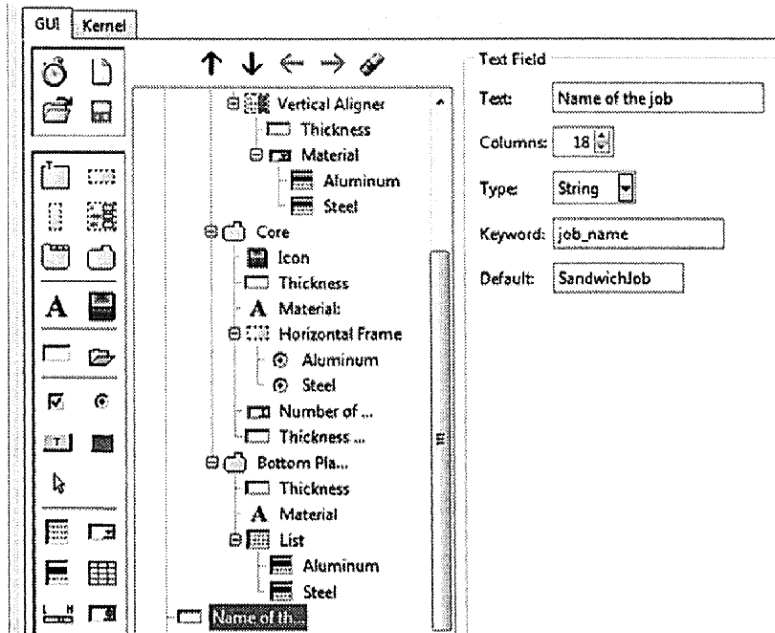 GUI Kernel
Vertical Aligner
Thickness
Material
Aluminum
Steel
Core
Icon
Thickness
A Material:
Horizontal Frame
Aluminum
Steel
Number of ...
Thickness ...
Bottom Pla...
Thickness
A Material
List
Aluminum
Steel
Name of th...
T
A
T
L H
Text Field
Text: Name of the job
Columns: 18
Type: String
Keyword: job_name
Default: SandwichJob